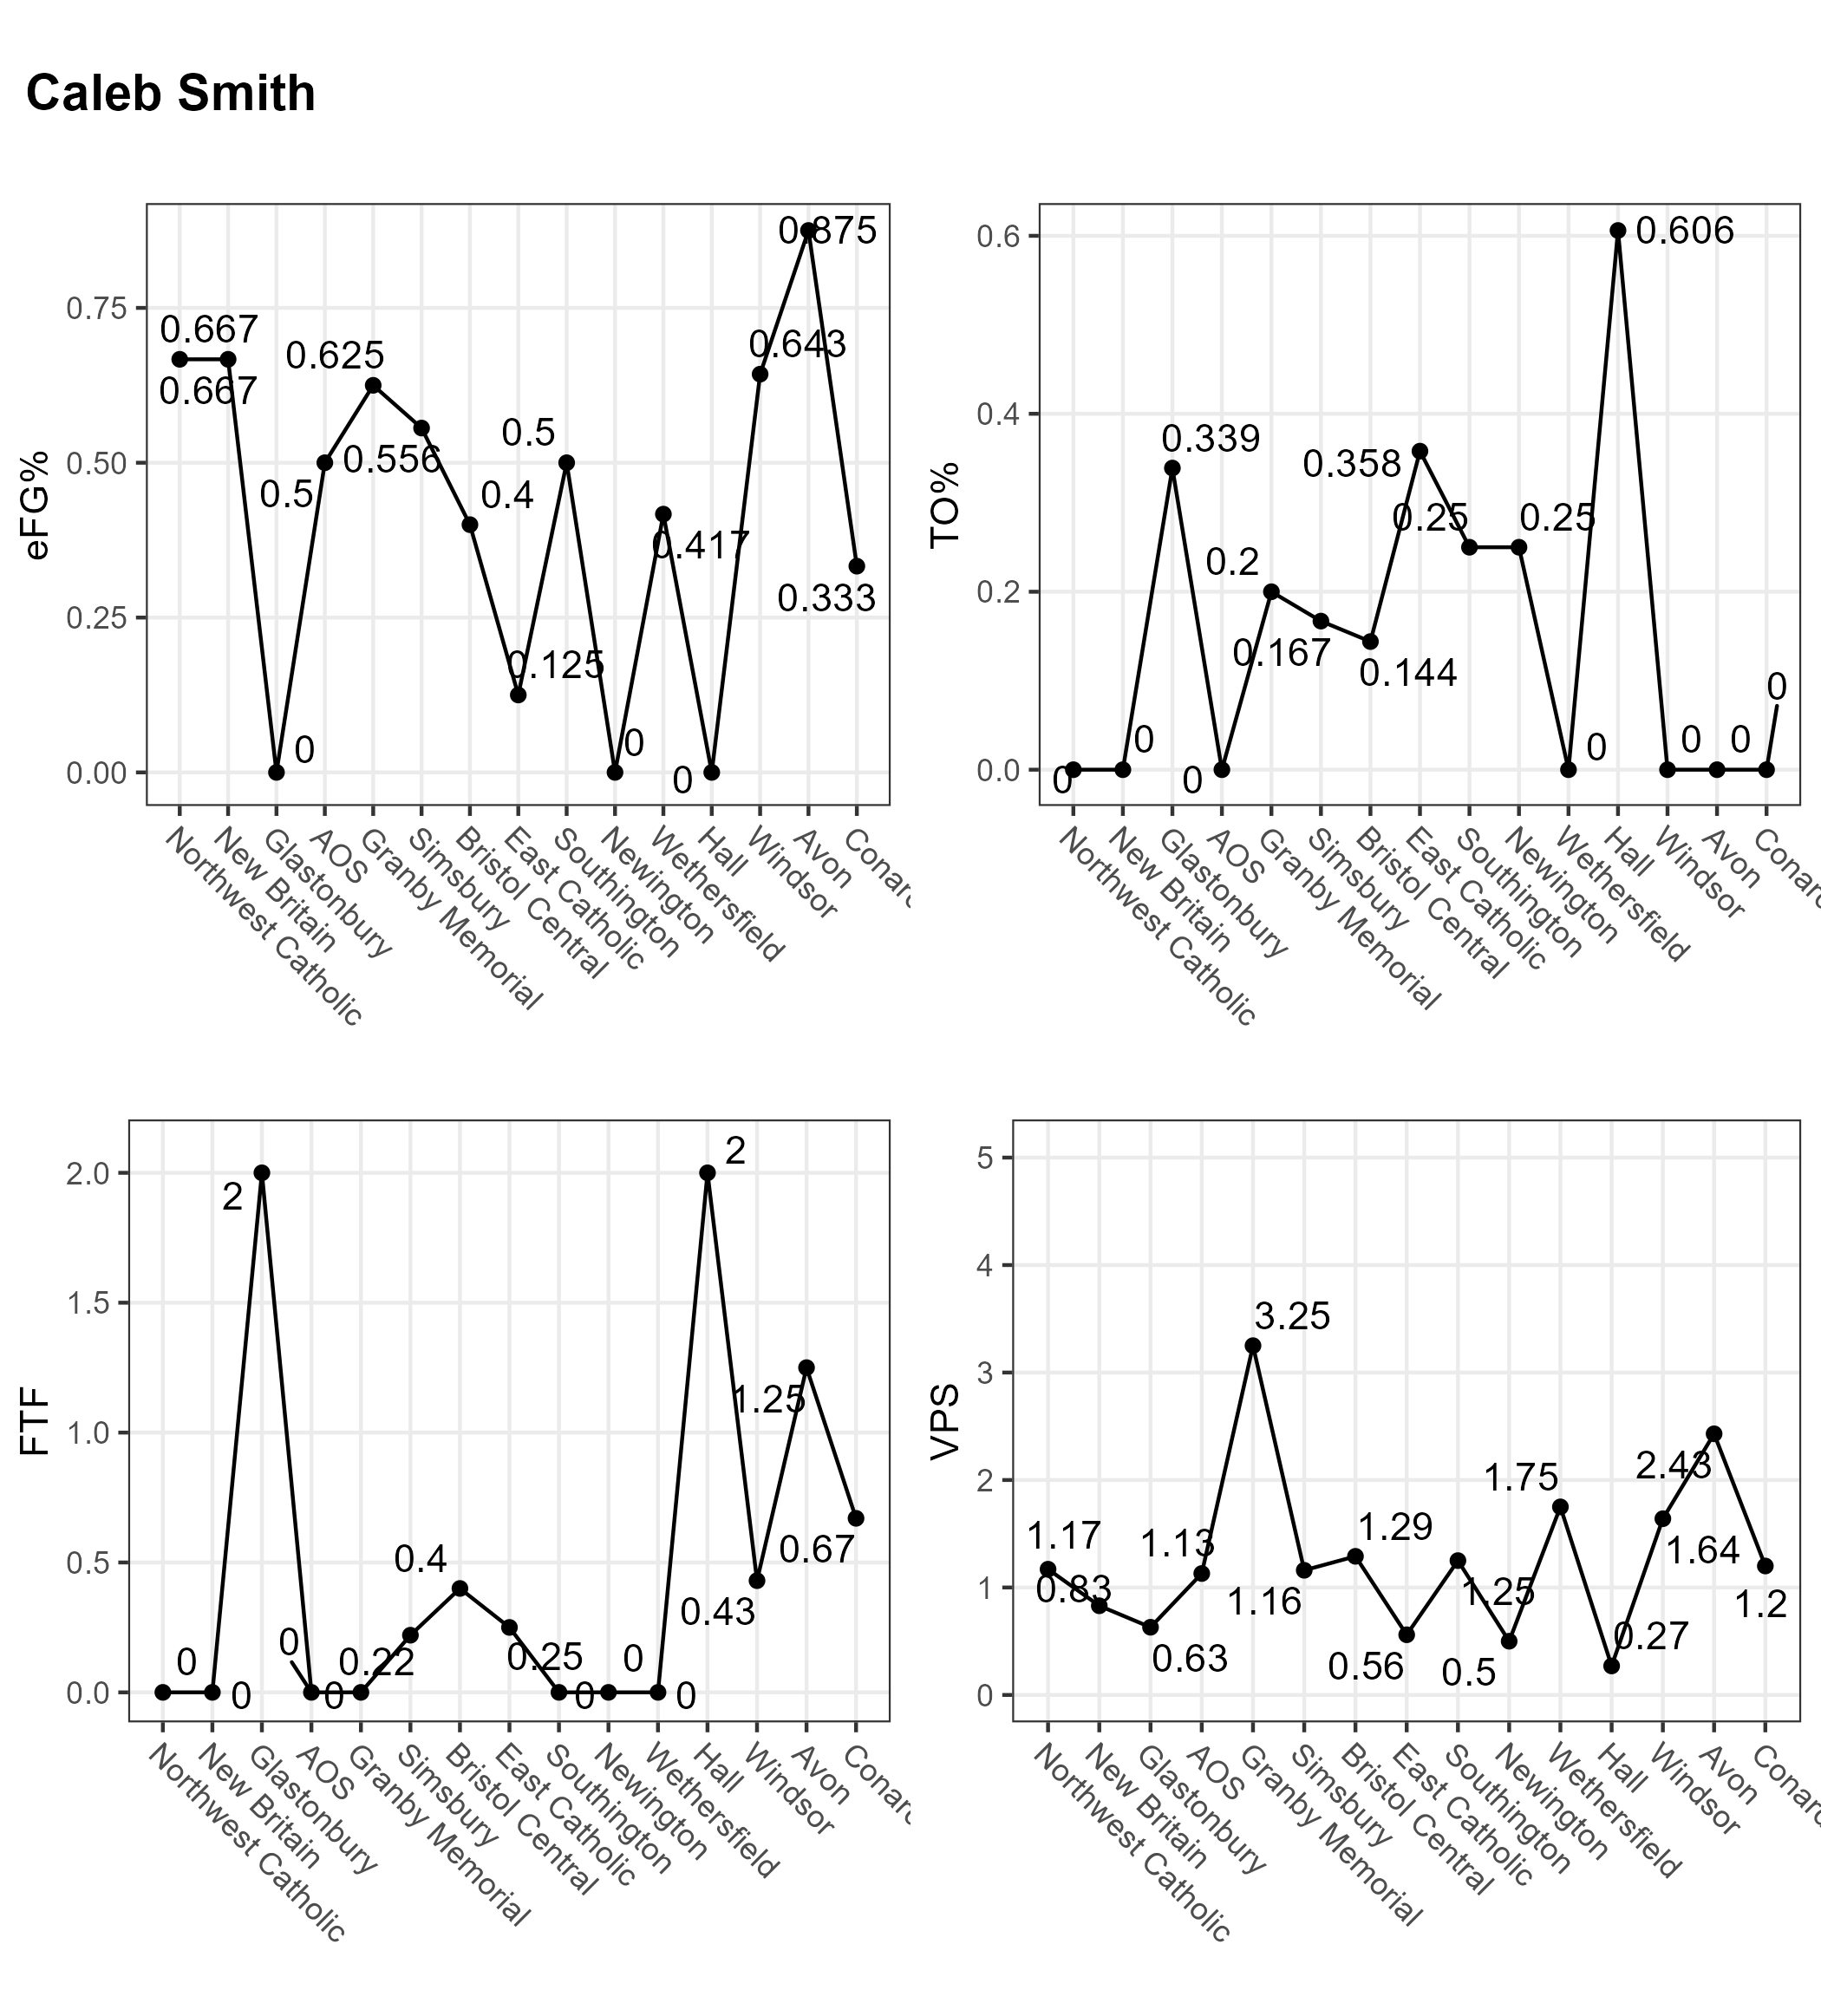 Caleb Smith
eFG%
0.75
0.50
0.25
0.00
0.667
0.667
0
0.5
0.625
0.556
0.4
0.125
0.5
0
0.417
0
0.643
0.875
0.333
Northwest Catholic
New Britain
Glastonbury
AOS
Granby Memorial
Simsbury
Bristol Central
East Catholic
Southington
Newington
Wethersfield
Hall
Windsor
Avon
Conar
TO%
0.6
0.4
0.2
0.0
0
0
0.339
0
0.2
0.167
0.144
0.358
0.25
0.25
0
0.606
0
0
0
Northwest Catholic
New Britain
Glastonbury
AOS
Granby Memorial
Simsbury
Bristol Central
East Catholic
Southington
Newington
Wethersfield
Hall
Windsor
Avon
Conar
FTF
2.0
1.5
1.0
0.5
0.0
0
0
2
0
0
0.22
0.4
0.25
0
0
0
2
0.43
1.25
0.67
Northwest Catholic
New Britain
Glastonbury
AOS
Granby Memorial
Simsbury
Bristol Central
East Catholic
Southington
Newington
Wethersfield
Hall
Windsor
Avon
Conar
VPS
5
4
3
2
1
0
1.17
0.83
0.63
1.13
3.25
1.16
1.29
0.56
1.25
0.5
1.75
0.27
1.64
2.43
1.2
Northwest Catholic
New Britain
Glastonbury
AOS
Granby Memorial
Simsbury
Bristol Central
East Catholic
Southington
Newington
Wethersfield
Hall
Windsor
Avon
Conar